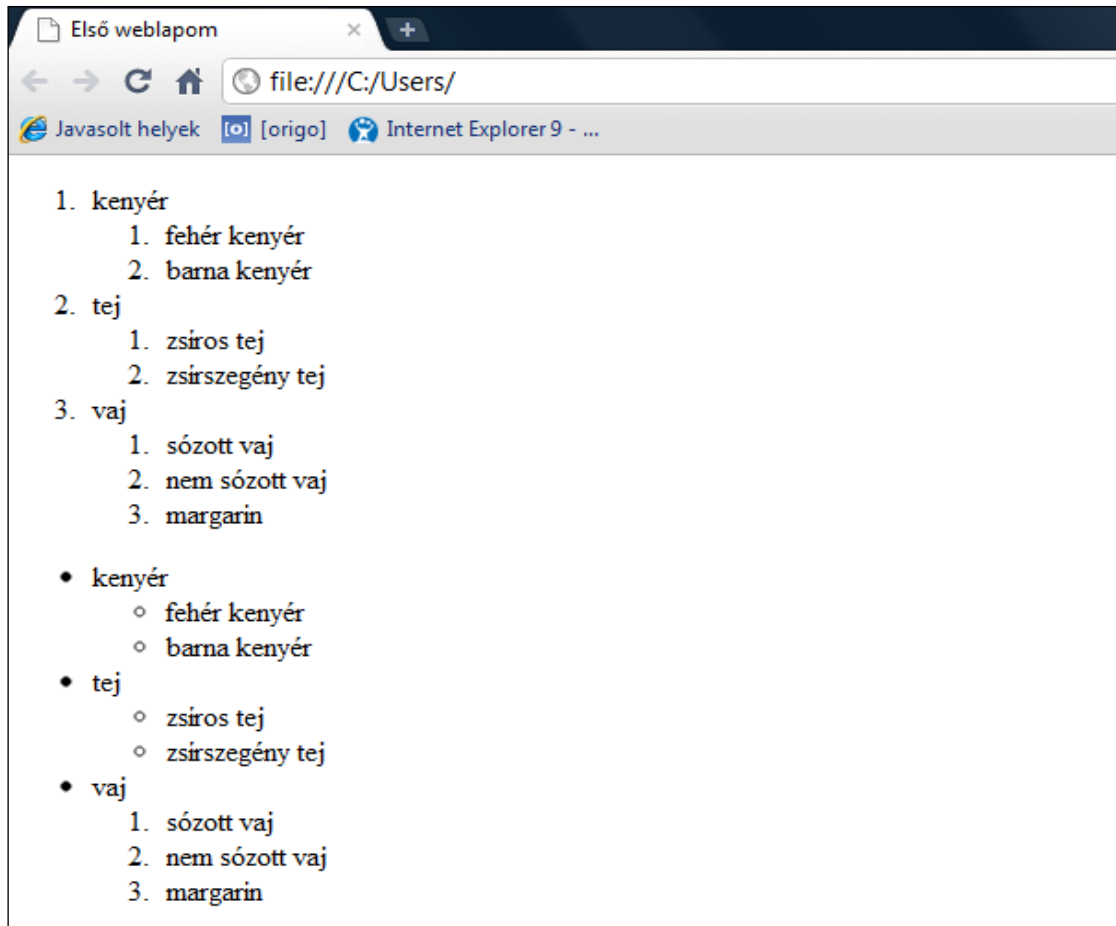 Első weblapom
file:///C:/Users/
Javasolt helyek [o] [origo] Internet Explorer 9 - ...
1. kenyér
1. fehér kenyér
2. barna kenyér
2. tej
1. zsíros tej
2. zsírszegény tej
3. vaj
1. sózott vaj
2. nem sózott vaj
3. margarin
• kenyér
◦ fehér kenyér
◦ barna kenyér
• tej
◦ zsíros tej
◦ zsírszegény tej
• vaj
1. sózott vaj
2. nem sózott vaj
3. margarin